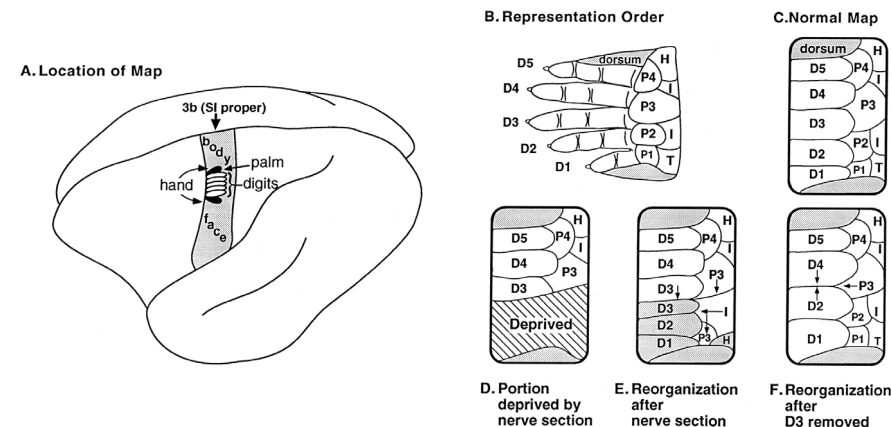 A. Location of Map
3b (SI proper)
body
palm
hand
digits
face
B. Representation Order
D5
dorsum
H
P4
I
D4
P3
D3
P2
I
D2
P1
T
D1
C. Normal Map
dorsum
H
D5
P4
I
D4
P3
D3
D2
P2
I
D1
P1
T
H
D5
P4
I
D4
P3
D3
Deprived
D. Portion
deprived by
nerve section
H
D5
P4
I
D4
P3
D3
D3
I
D2
D1
P3
H
E. Reorganization
after
nerve section
H
D5
P4
I
D4
P3
D2
P2
I
D1
P1
T
F. Reorganization
after
D3 removed